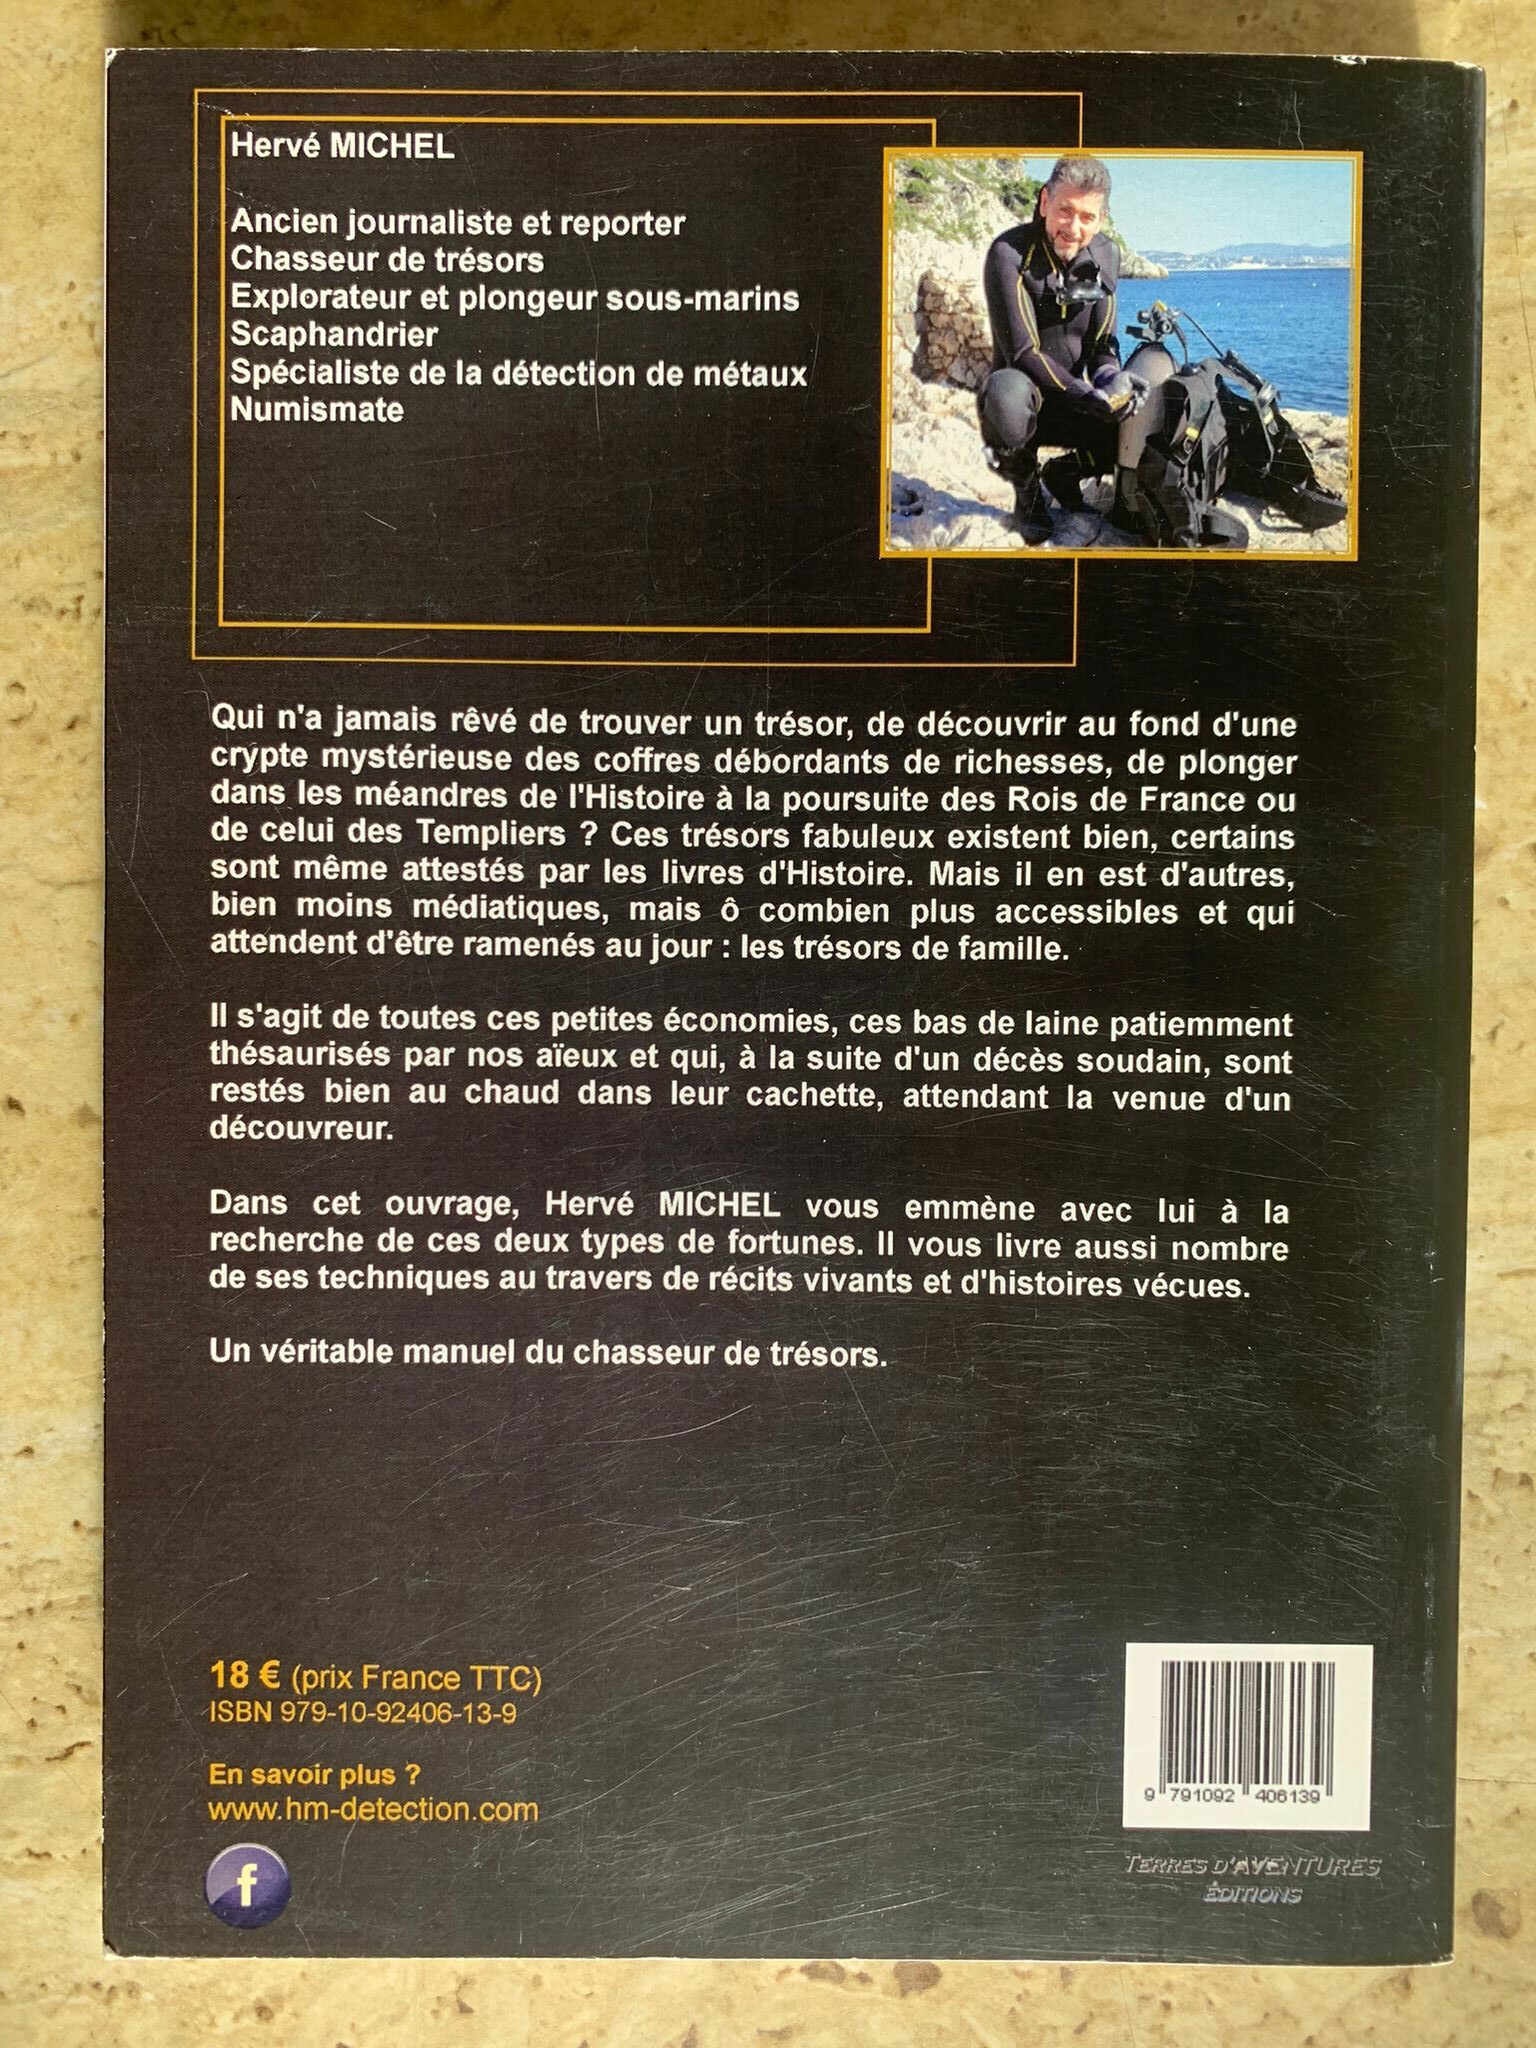 Hervé MICHEL
Ancien journaliste et reporter
Chasseur de trésors
Explorateur et plongeur sous-marins
Scaphandrier
Spécialiste de la détection de métaux
Numismate
Qui n'a jamais rêvé de trouver un trésor, de découvrir au fond d'une
crypte mystérieuse des coffres débordants de richesses, de plonger
dans les méandres de l'Histoire à la poursuite des Rois de France ou
de celui des Templiers ? Ces trésors fabuleux existent bien, certains
sont même attestés par les livres d'Histoire. Mais il en est d'autres,
bien moins médiatiques, mais ô combien plus accessibles et qui
attendent d'être ramenés au jour : les trésors de famille.
Il s'agit de toutes ces petites économies, ces bas de laine patiemment
thésaurisés par nos aïeux et qui, à la suite d'un décès soudain, sont
restés bien au chaud dans leur cachette, attendant la venue d'un
découvreur.
Dans cet ouvrage, Hervé MICHEL vous emmène avec lui à la
recherche de ces deux types de fortunes. Il vous livre aussi nombre
de ses techniques au travers de récits vivants et d'histoires vécues.
Un véritable manuel du chasseur de trésors.
18 € (prix France TTC)
ISBN 979-10-92406-13-9
En savoir plus ?
www.hm-detection.com
f
9 791092 406139
TERRES D'AVENTURES
ÉDITIONS